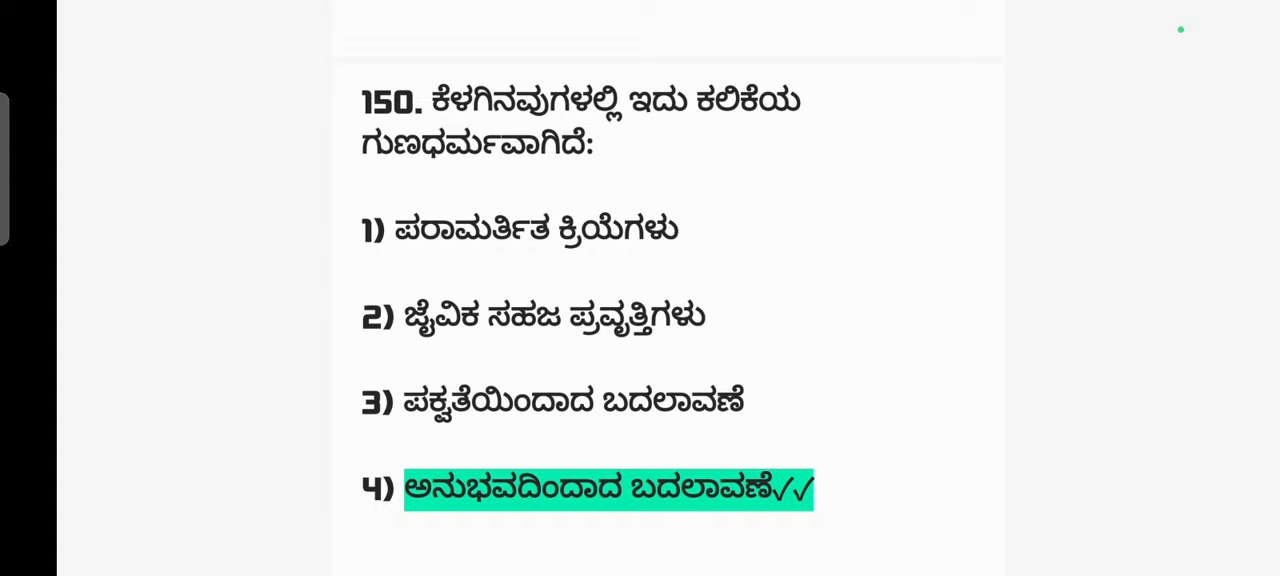 150. ಕೆಳಗಿನವುಗಳಲ್ಲಿ ಇದು ಕಲಿಕೆಯ
ಗುಣಧರ್ಮವಾಗಿದೆ:
1) ಪರಾಮರ್ತಿತ ಕ್ರಿಯೆಗಳು
2) ಜೈವಿಕ ಸಹಜ ಪ್ರವೃತ್ತಿಗಳು
3) ಪಕ್ವತೆಯಿಂದಾದ ಬದಲಾವಣೆ
4) ಅನುಭವದಿಂದಾದ ಬದಲಾವಣೆ✓✓